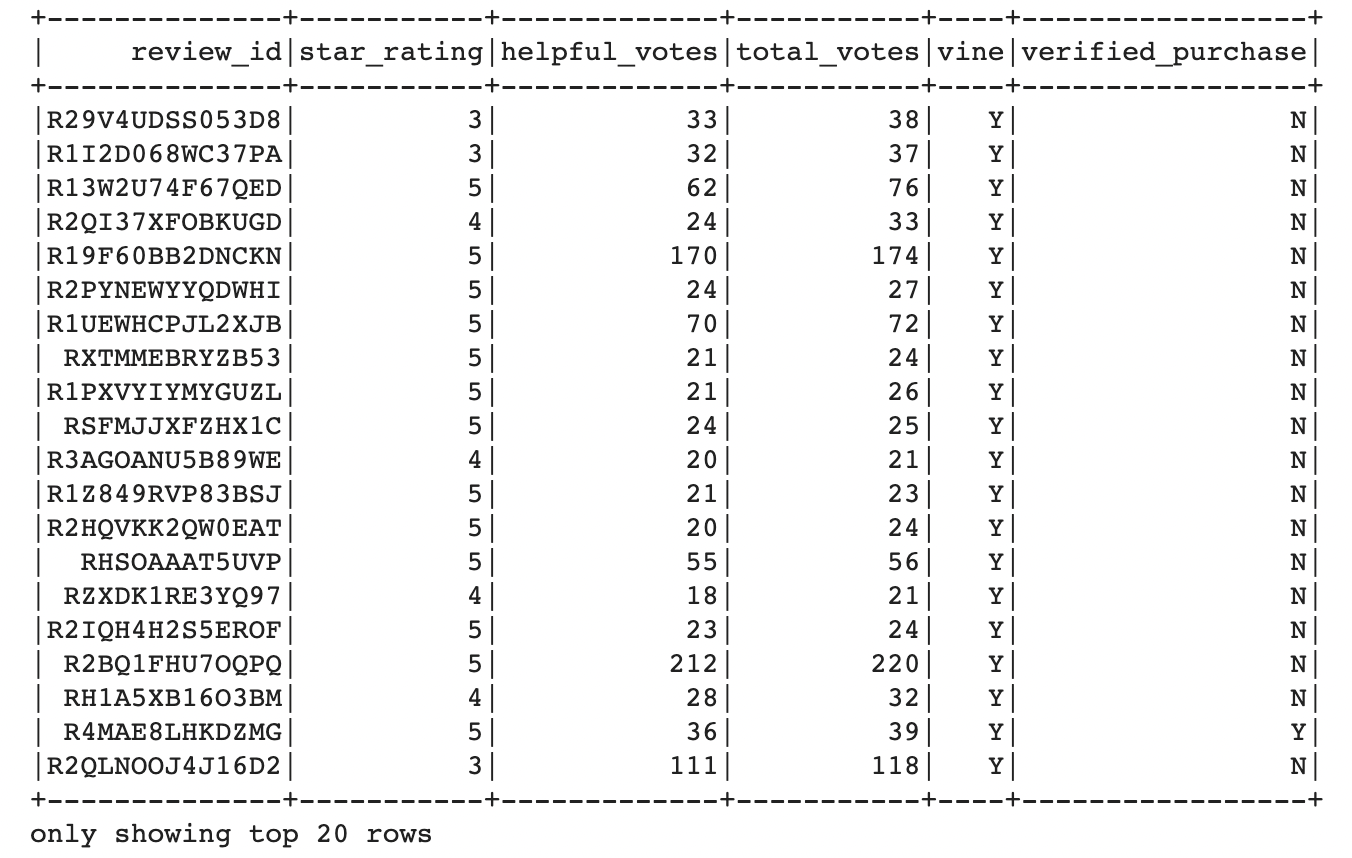 +--------------+-----------+-------------+-----------+----+-----------------+
|     review_id|star_rating|helpful_votes|total_votes|vine|verified_purchase|
+--------------+-----------+-------------+-----------+----+-----------------+
|R29V4UDSS053D8|          3|           33|         38|   Y|                N|
|R1I2D068WC37PA|          3|           32|         37|   Y|                N|
|R13W2U74F67QED|          5|           62|         76|   Y|                N|
|R2QI37XFOBKUGD|          4|           24|         33|   Y|                N|
|R19F60BB2DNCKN|          5|          170|        174|   Y|                N|
|R2PYNEWYYQDWHI|          5|           24|         27|   Y|                N|
|R1UEWHCPJL2XJB|          5|           70|         72|   Y|                N|
| RXTMMEBRYZB53|          5|           21|         24|   Y|                N|
|R1PXVYIYMYGUZL|          5|           21|         26|   Y|                N|
| RSFMJJXFZHX1C|          5|           24|         25|   Y|                N|
|R3AGOANU5B89WE|          4|           20|         21|   Y|                N|
|R1Z849RVP83BSJ|          5|           21|         23|   Y|                N|
|R2HQVKK2QW0EAT|          5|           20|         24|   Y|                N|
|  RHSOAAAT5UVP|          5|           55|         56|   Y|                N|
| RZXDK1RE3YQ97|          4|           18|         21|   Y|                N|
|R2IQH4H2S5EROF|          5|           23|         24|   Y|                N|
| R2BQ1FHU7OQPQ|          5|          212|        220|   Y|                N|
| RH1A5XB16O3BM|          4|           28|         32|   Y|                N|
| R4MAE8LHKDZMG|          5|           36|         39|   Y|                Y|
|R2QLNOOJ4J16D2|          3|          111|        118|   Y|                N|
+--------------+-----------+-------------+-----------+----+-----------------+
only showing top 20 rows